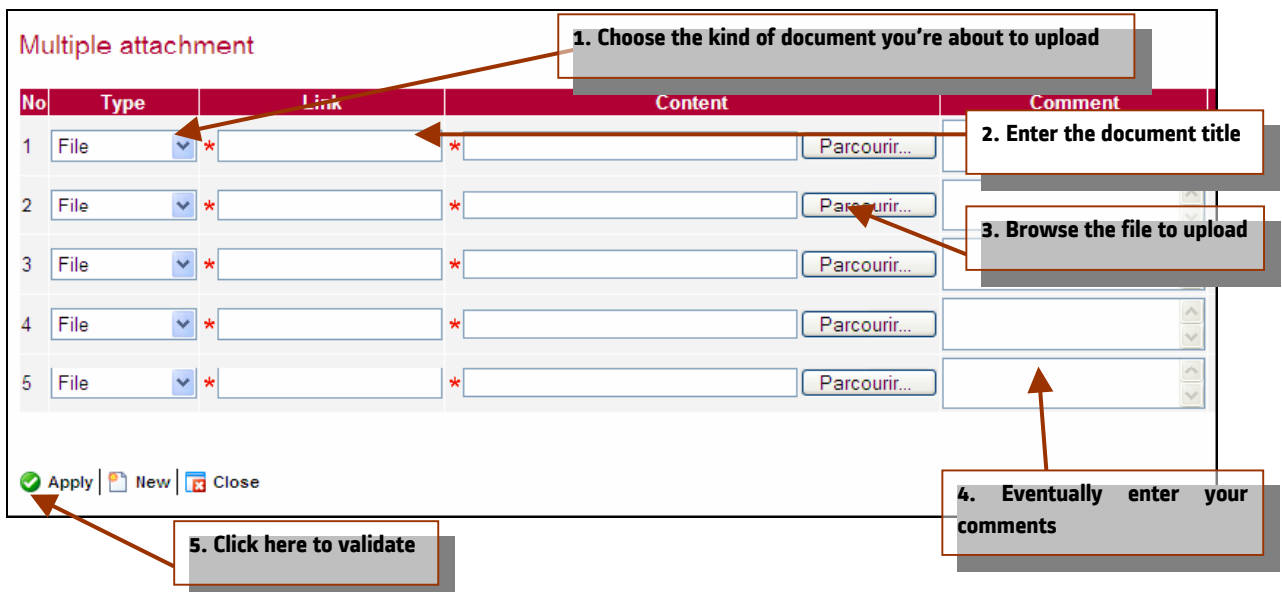 1. Choose the kind of document you're about to upload
Multiple attachment
No Type Link Content Comment
1 File * * Parcourir...
2. Enter the document title
2 File * * Parcourir...
3. Browse the file to upload
3 File * * Parcourir...
4 File * * Parcourir...
5 File * * Parcourir...
Apply New Close
4. Eventually enter your
comments
5. Click here to validate